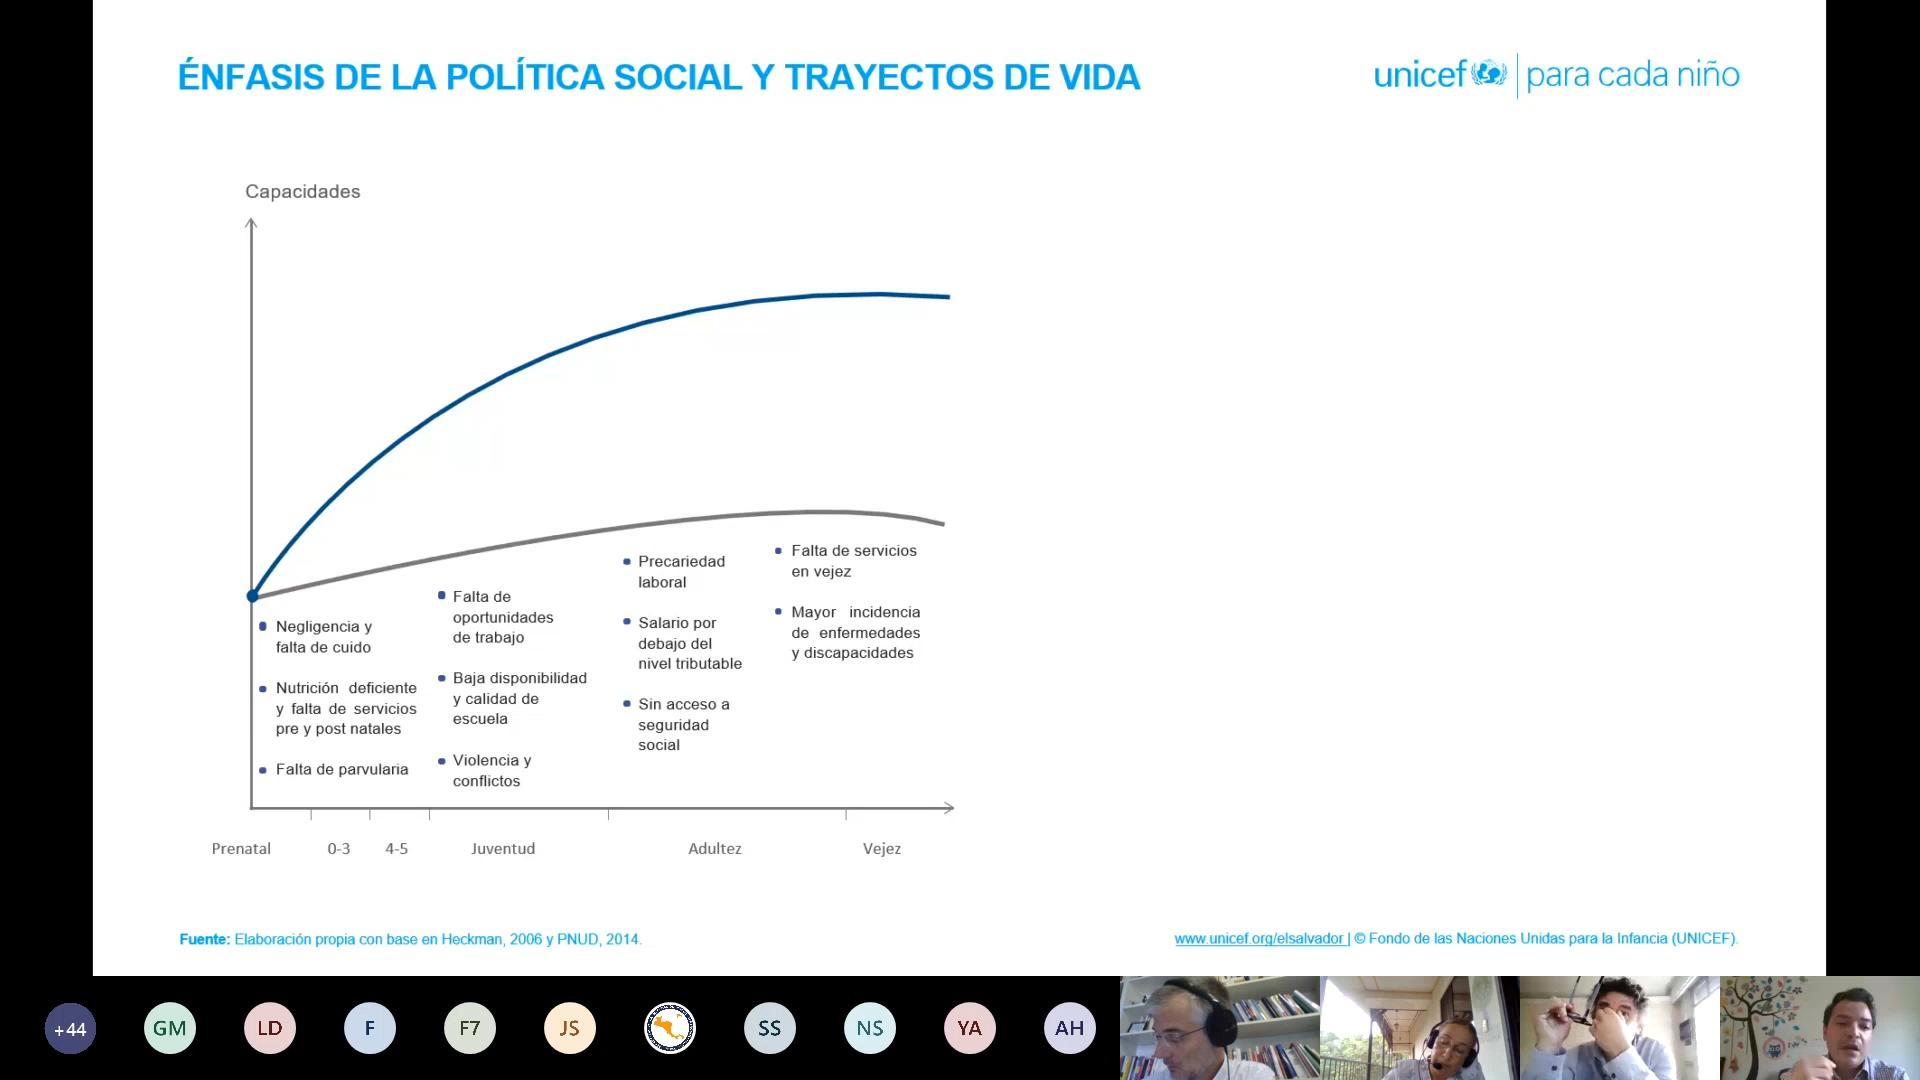 ÉNFASIS DE LA POLÍTICA SOCIAL Y TRAYECTOS DE VIDA
unicef para cada niño
Capacidades
Negligencia y
falta de cuido
Nutrición deficiente
y falta de servicios
pre y post natales
Falta de parvularia
Falta de
oportunidades
de trabajo
Baja disponibilidad
y calidad de
escuela
Violencia y
conflictos
Precariedad
laboral
Salario por
debajo del
nivel tributable
Sin acceso a
seguridad
social
Falta de servicios
en vejez
Mayor incidencia
de enfermedades
y discapacidades
Prenatal 0-3 4-5 Juventud Adultez Vejez
Fuente: Elaboración propia con base en Heckman, 2006 y PNUD, 2014.
www.unicef.org/elsalvador | © Fondo de las Naciones Unidas para la Infancia (UNICEF).
+44 GM LD F F7 JS SS NS YA AH